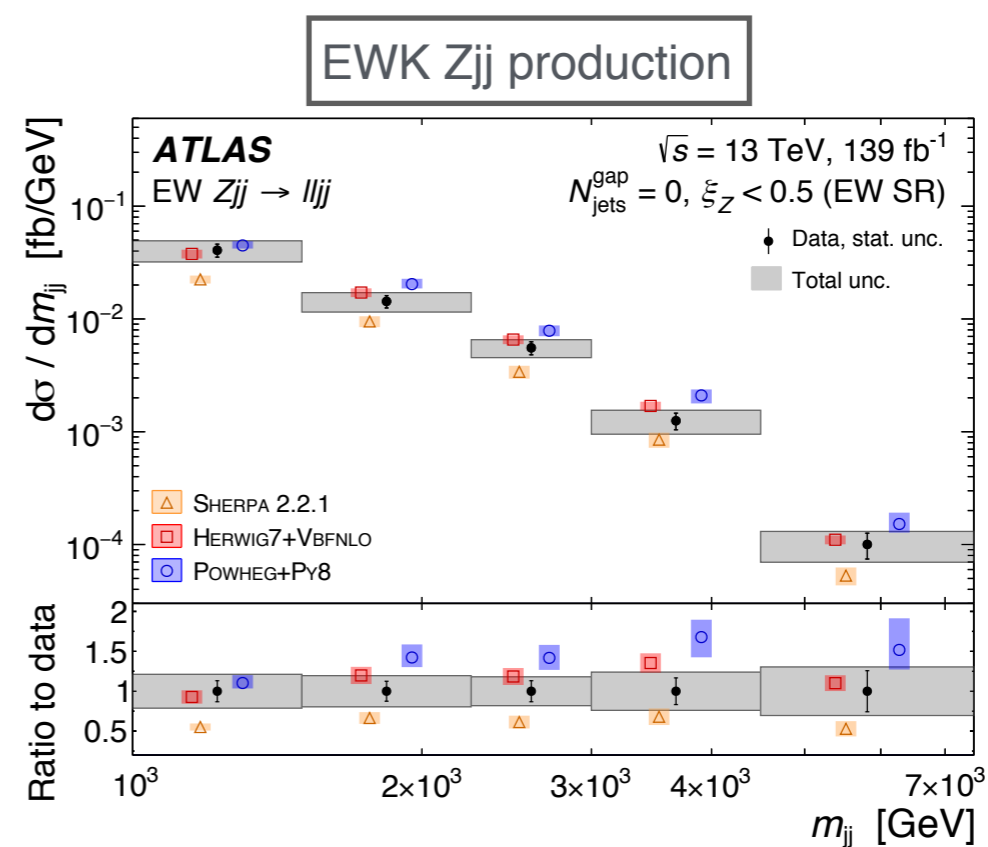 EWK Zjj production
ATLAS
EW Zjj → lljj
√s = 13 TeV, 139 fb⁻¹
N^gap_jets = 0, ξ_Z < 0.5 (EW SR)
Data, stat. unc.
Total unc.
dσ / dm_jj [fb/GeV]
10⁻¹
10⁻²
10⁻³
10⁻⁴
SHERPA 2.2.1
HERWIG7+VBFNLO
POWHEG+PY8
Ratio to data
2
1.5
1
0.5
10³
2×10³
3×10³
4×10³
7×10³
m_jj [GeV]